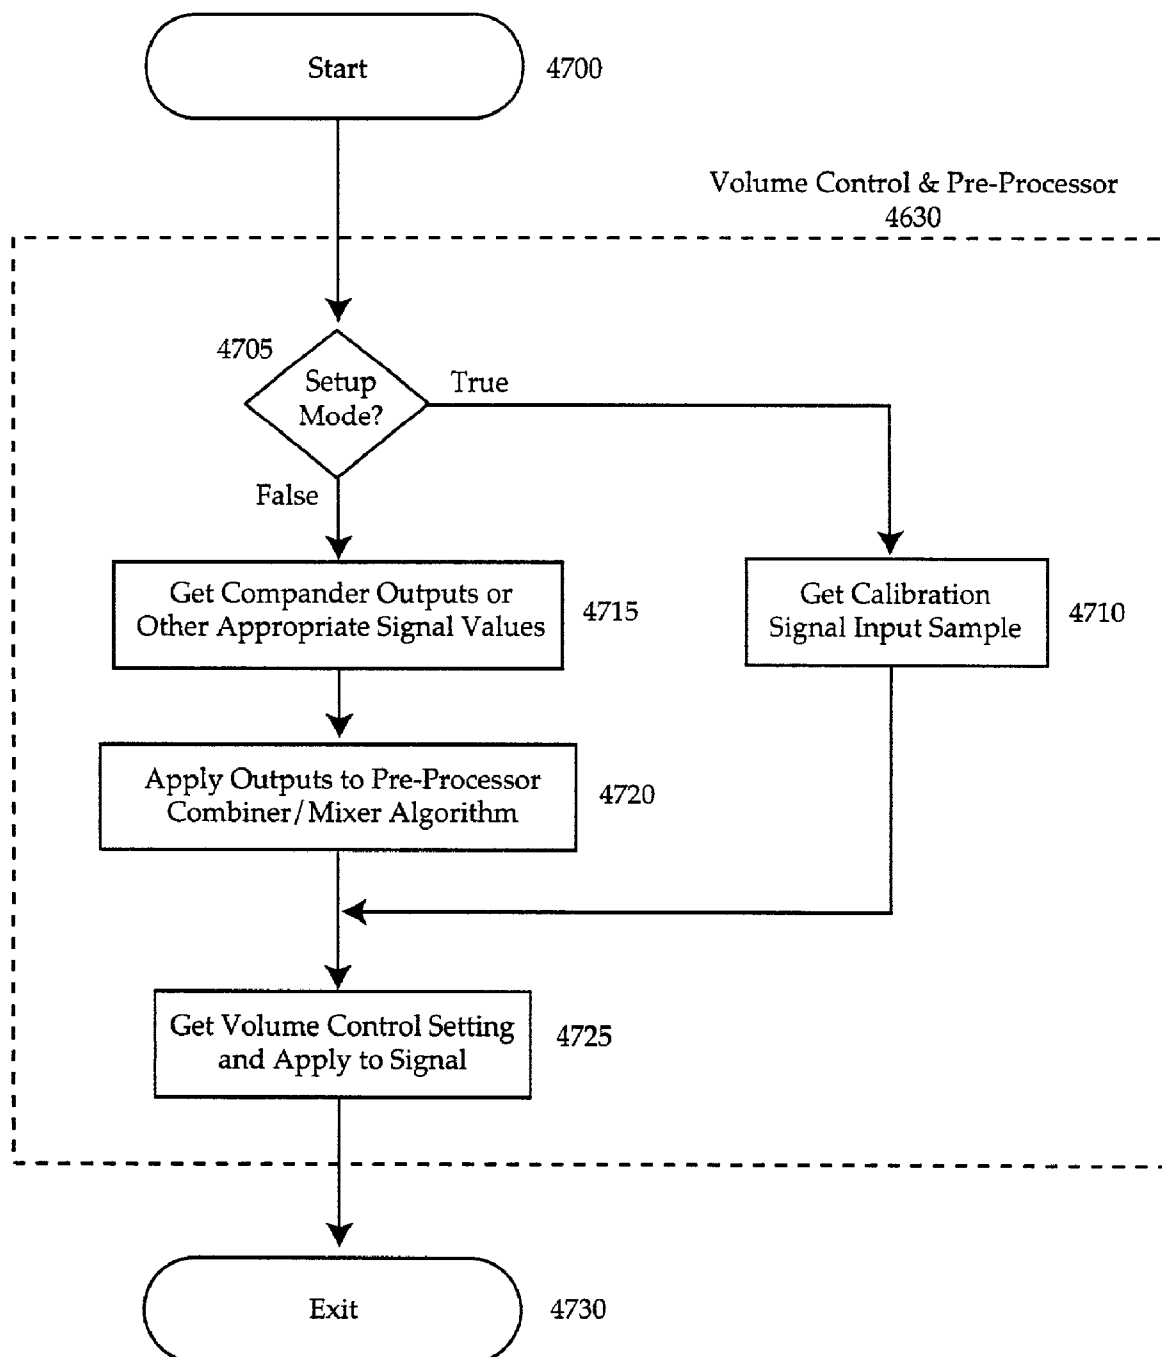 Start
4700
Volume Control & Pre-Processor
4630
4705
Setup
Mode?
True
False
Get Compander Outputs or
Other Appropriate Signal Values
4715
Get Calibration
Signal Input Sample
4710
Apply Outputs to Pre-Processor
Combiner/Mixer Algorithm
4720
Get Volume Control Setting
and Apply to Signal
4725
Exit
4730